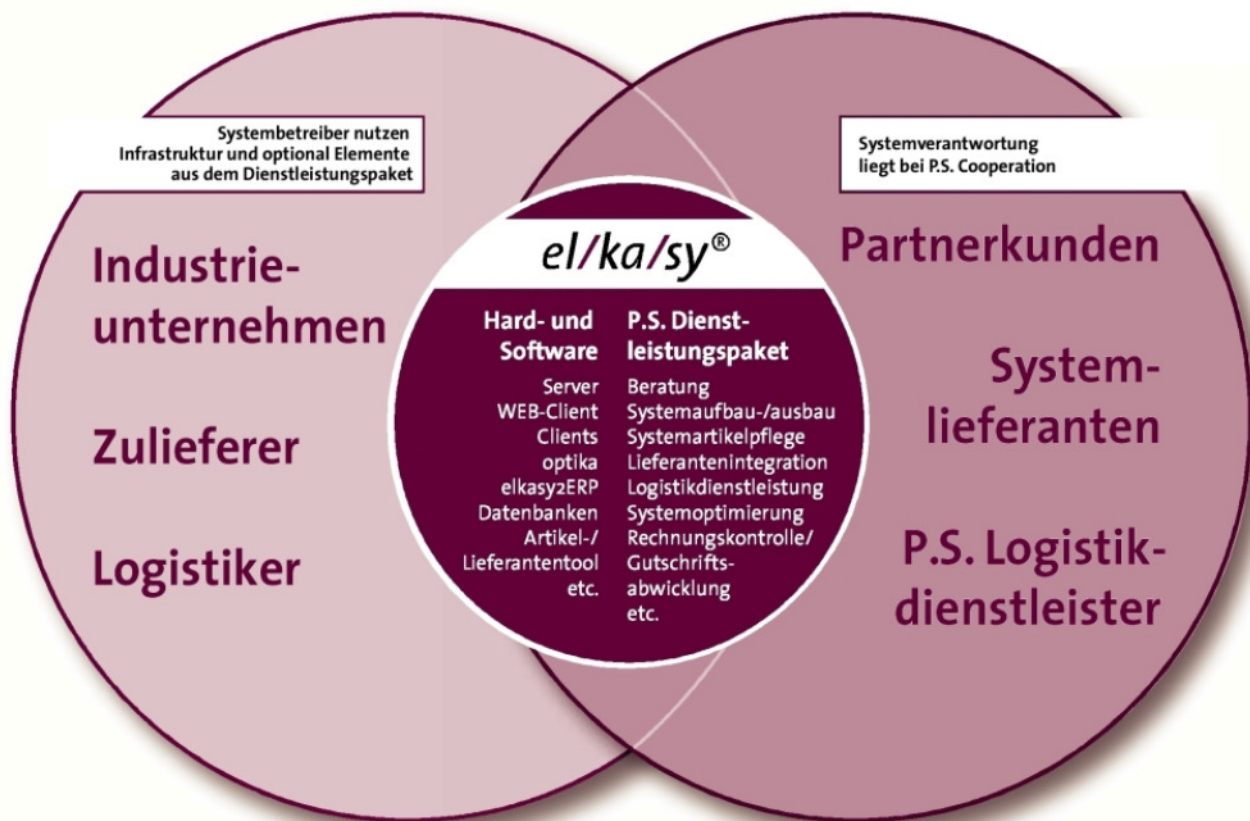 Systembetreiber nutzen
Infrastruktur und optional Elemente
aus dem Dienstleistungspaket
Industrie-
unternehmen
Zulieferer
Logistiker
el/ka/sy®
Hard- und
Software
Server
WEB-Client
Clients
optika
elkasy2ERP
Datenbanken
Artikel-/
Lieferantentool
etc.
P.S. Dienst-
leistungspaket
Beratung
Systemaufbau-/ausbau
Systemartikelpflege
Lieferantenintegration
Logistikdienstleistung
Systemoptimierung
Rechnungskontrolle/
Gutschrifts-
abwicklung
etc.
Systemverantwortung
liegt bei P.S. Cooperation
Partnerkunden
System-
lieferanten
P.S. Logistik-
dienstleister